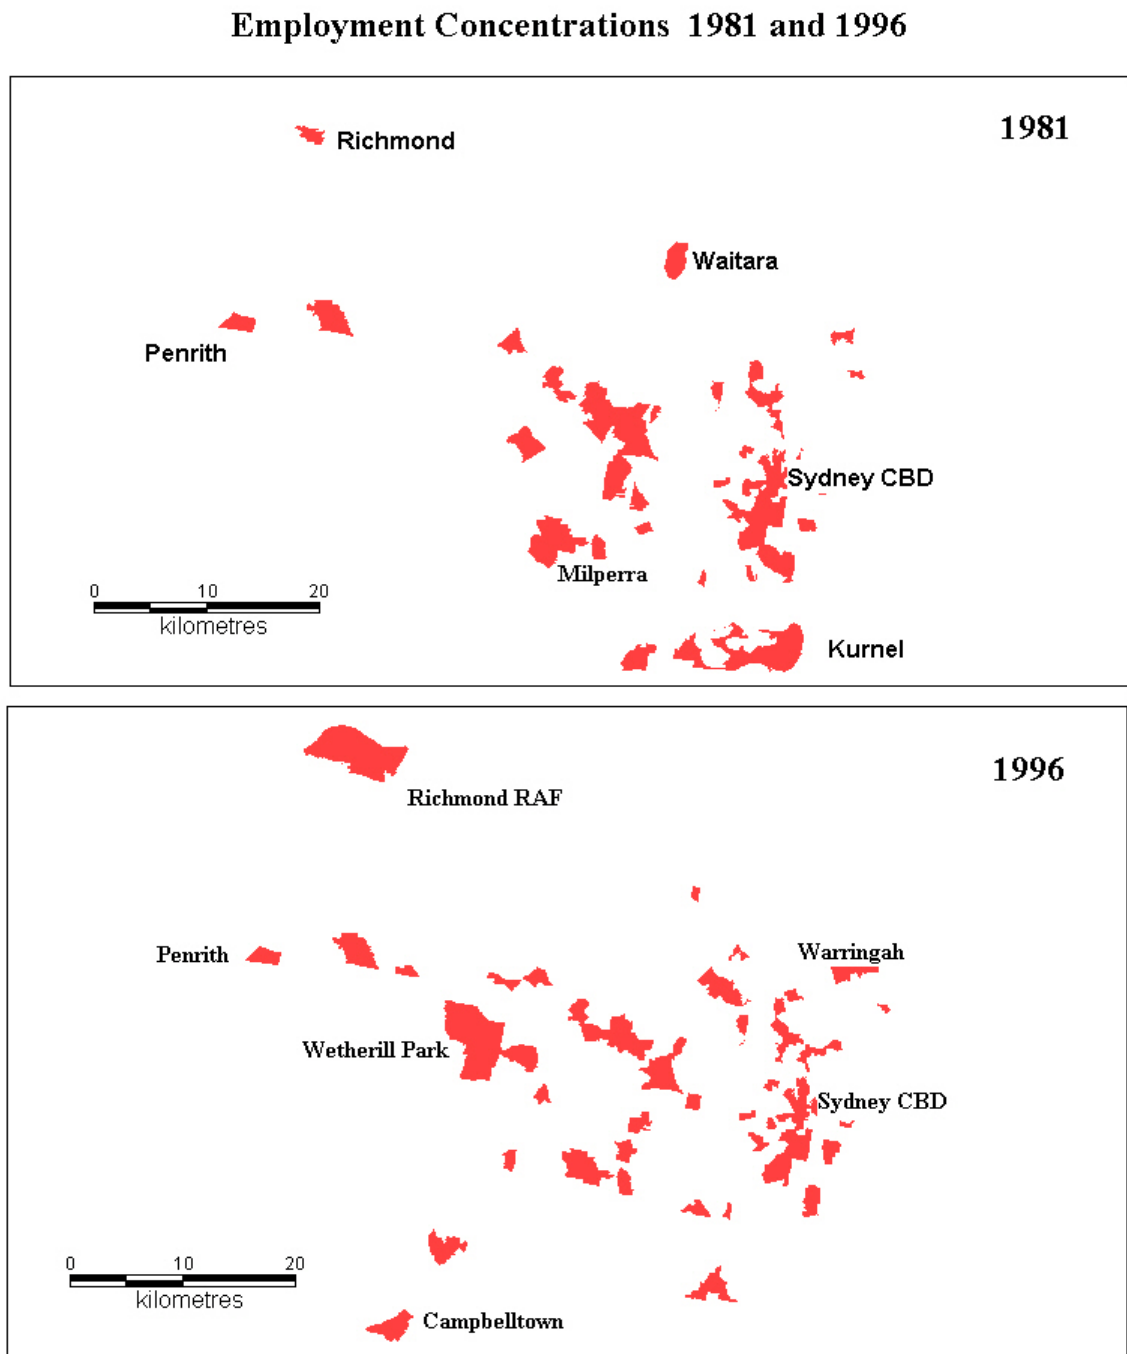 Employment Concentrations 1981 and 1996
1981
Richmond
Waitara
Penrith
Sydney CBD
Milperra
0 10 20
kilometres
Kurnel
1996
Richmond RAF
Penrith
Warringah
Wetherill Park
Sydney CBD
0 10 20
kilometres
Campbelltown